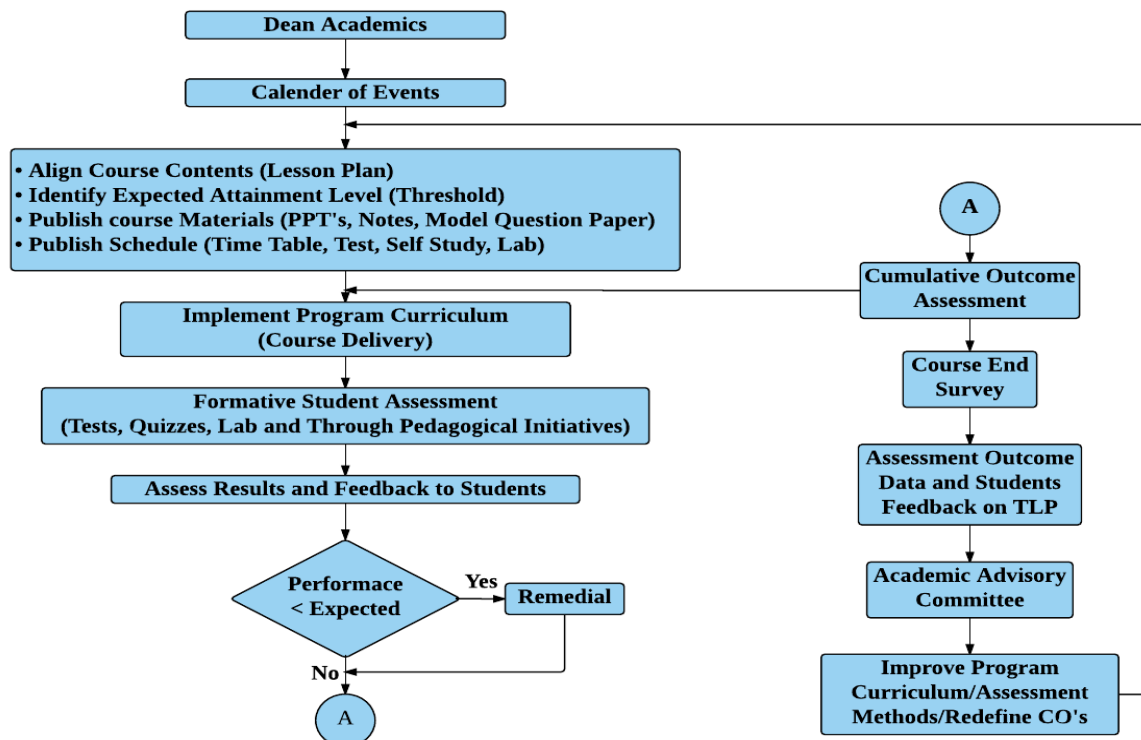 Dean Academics
Calender of Events
• Align Course Contents (Lesson Plan)
• Identify Expected Attainment Level (Threshold)
• Publish course Materials (PPT's, Notes, Model Question Paper)
• Publish Schedule (Time Table, Test, Self Study, Lab)
Implement Program Curriculum
(Course Delivery)
Formative Student Assessment
(Tests, Quizzes, Lab and Through Pedagogical Initiatives)
Assess Results and Feedback to Students
Performace
< Expected
Yes
Remedial
No
A
A
Cumulative Outcome
Assessment
Course End
Survey
Assessment Outcome
Data and Students
Feedback on TLP
Academic Advisory
Committee
Improve Program
Curriculum/Assessment
Methods/Redefine CO's